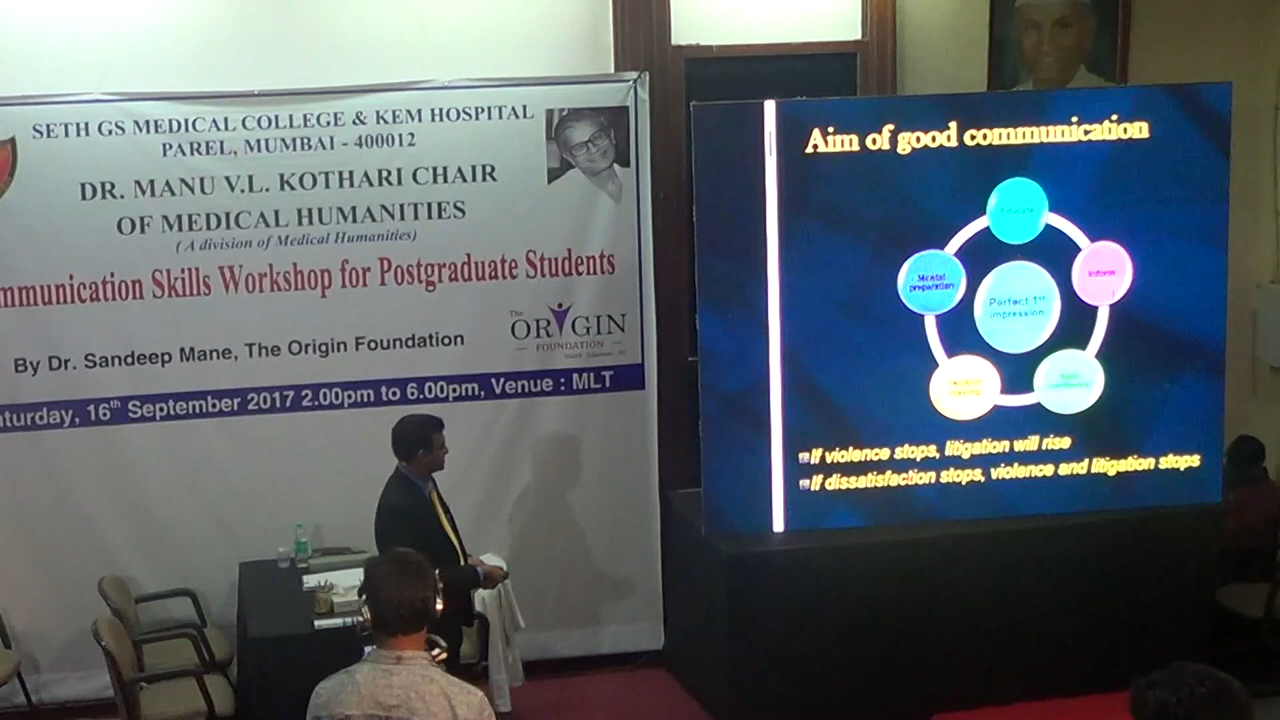 SETH GS MEDICAL COLLEGE & KEM HOSPITAL
PAREL, MUMBAI - 400012
DR. MANU V.L. KOTHARI CHAIR
OF MEDICAL HUMANITIES
( A division of Medical Humanities)
mmunication Skills Workshop for Postgraduate Students
By Dr. Sandeep Mane, The Origin Foundation
The
ORIGIN
FOUNDATION
aturday, 16th September 2017 2.00pm to 6.00pm, Venue : MLT
Aim of good communication
Educate
Inform
Mental
preparation
Perfect 1st
impression
If violence stops, litigation will rise
If dissatisfaction stops, violence and litigation stops